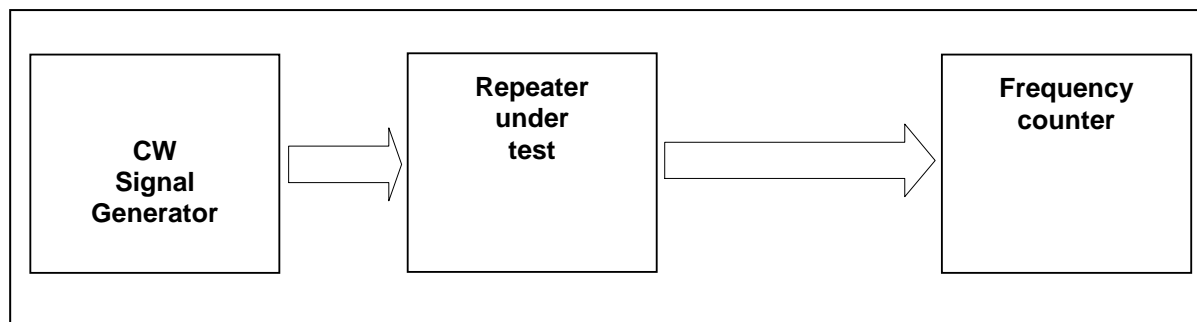 CW
Signal
Generator
Repeater
under
test
Frequency
counter